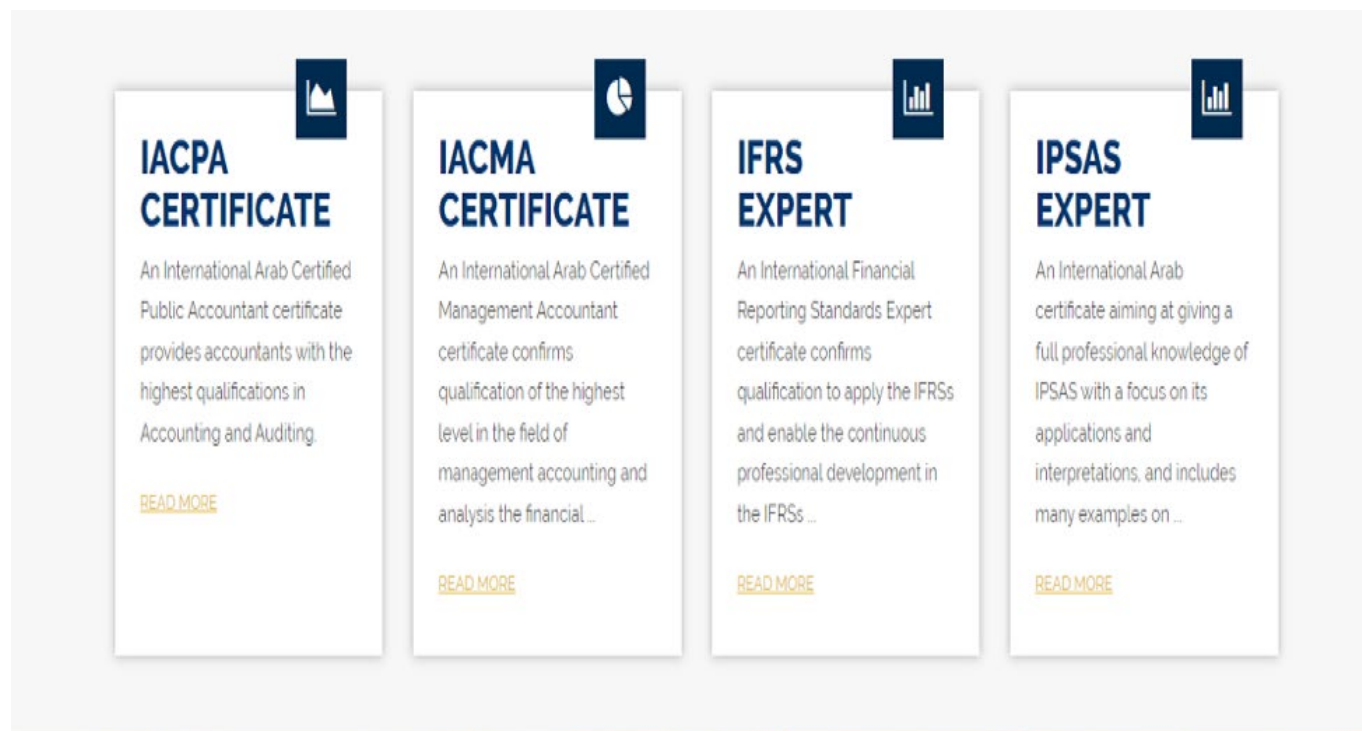 IACPA
CERTIFICATE
An International Arab Certified
Public Accountant certificate
provides accountants with the
highest qualifications in
Accounting and Auditing.
READ MORE
IACMA
CERTIFICATE
An International Arab Certified
Management Accountant
certificate confirms
qualification of the highest
level in the field of
management accounting and
analysis the financial ...
READ MORE
IFRS
EXPERT
An International Financial
Reporting Standards Expert
certificate confirms
qualification to apply the IFRSs
and enable the continuous
professional development in
the IFRSs ...
READ MORE
IPSAS
EXPERT
An International Arab
certificate aiming at giving a
full professional knowledge of
IPSAS with a focus on its
applications and
interpretations, and includes
many examples on ...
READ MORE